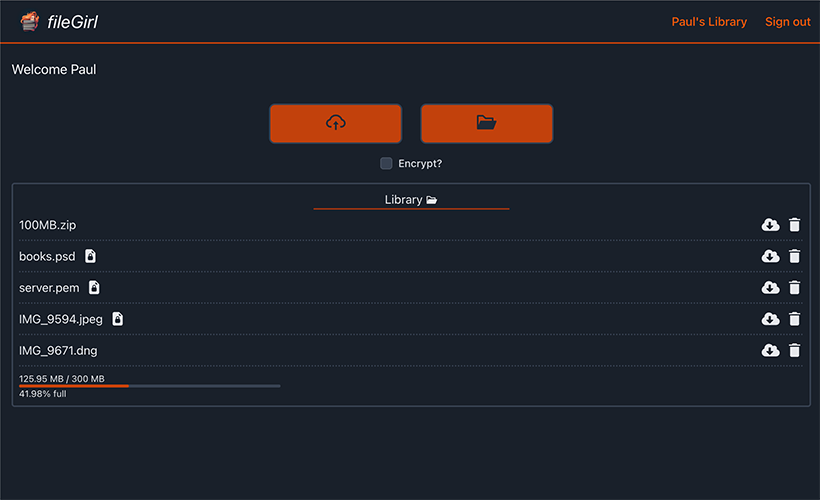 fileGirl
Paul's Library Sign out
Welcome Paul
Encrypt?
Library
100MB.zip
books.psd
server.pem
IMG_9594.jpeg
IMG_9671.dng
125.95 MB / 300 MB
41.98% full